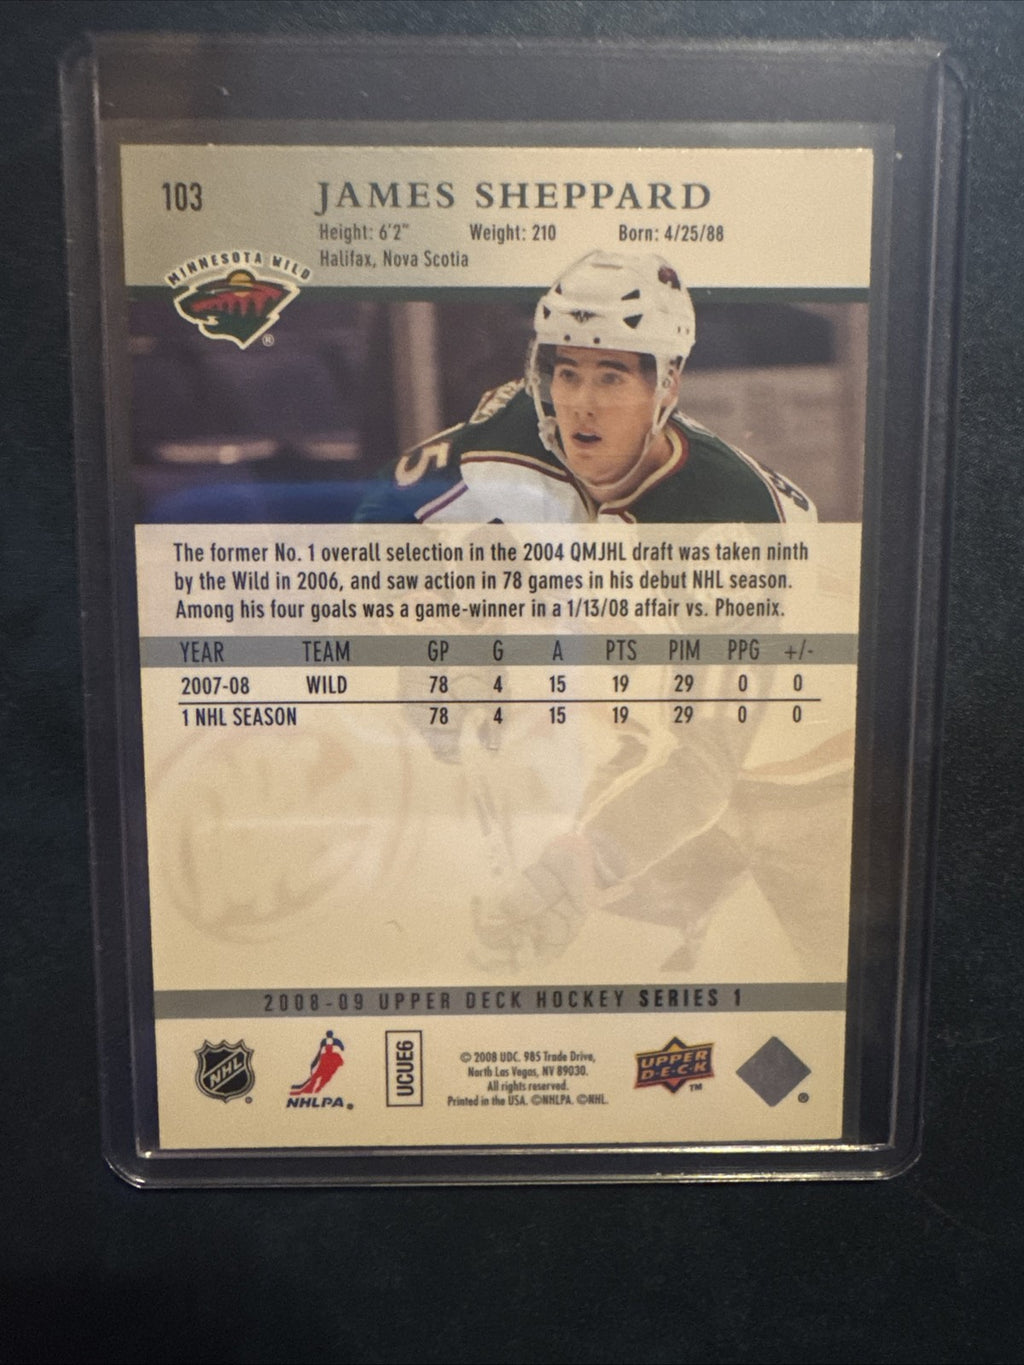 103
JAMES SHEPPARD
Height: 6'2" Weight: 210 Born: 4/25/88
Halifax, Nova Scotia
MINNESOTA WILD
®
5
The former No. 1 overall selection in the 2004 QMJHL draft was taken ninth
by the Wild in 2006, and saw action in 78 games in his debut NHL season.
Among his four goals was a game-winner in a 1/13/08 affair vs. Phoenix.
YEAR TEAM GP G A PTS PIM PPG +/-
2007-08 WILD 78 4 15 19 29 0 0
1 NHL SEASON 78 4 15 19 29 0 0
2008-09 UPPER DECK HOCKEY SERIES 1
NHL ®
NHLPA ®
UCUE6
© 2008 UDC. 985 Trade Drive,
North Las Vegas, NV 89030.
All rights reserved.
Printed in the USA. ©NHLPA. ©NHL.
UPPER
D·E·C·K
TM
®